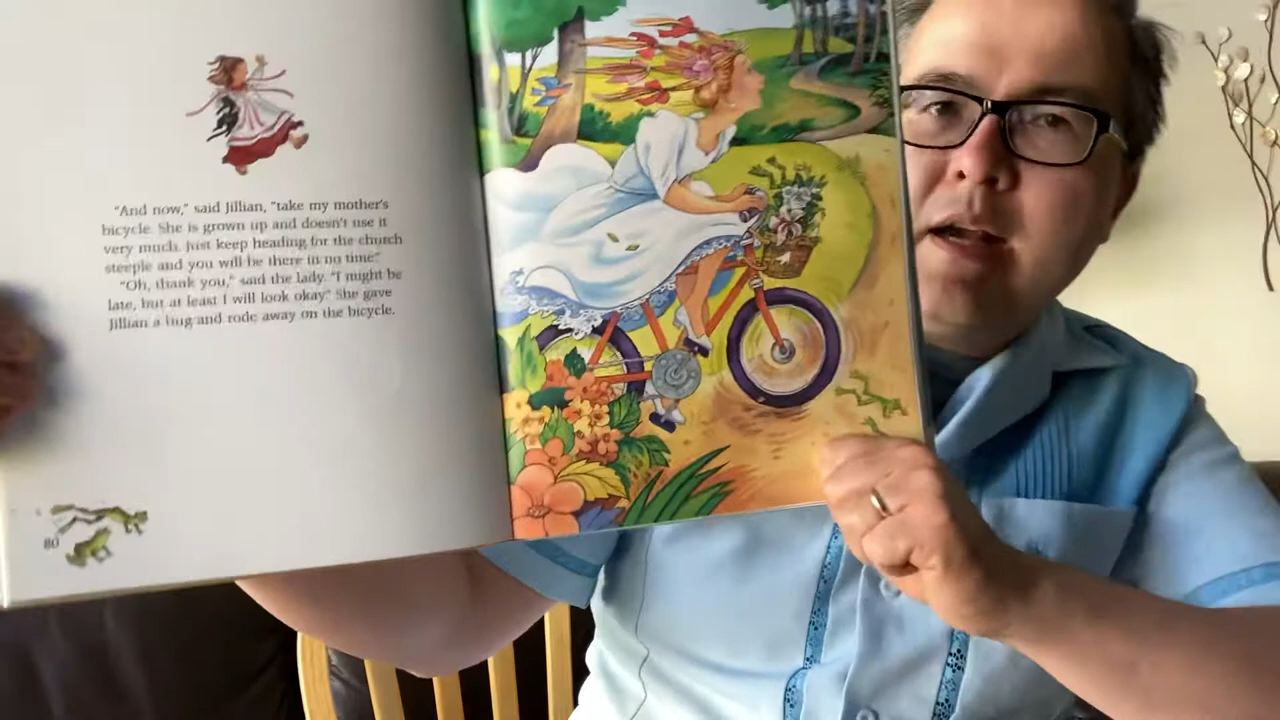 "And now," said Jillian, "take my mother's
bicycle. She is grown up and doesn't use it
very much. Just keep heading for the church
steeple and you will be there in no time."
"Oh, thank you," said the lady. "I might be
late, but at least I will look okay." She gave
Jillian a hug and rode away on the bicycle.
80